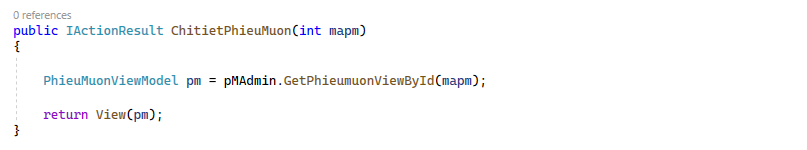 0 references
public IActionResult ChitietPhieuMuon(int mapm)
{
PhieuMuonViewModel pm = pMAdmin.GetPhieumuonViewById(mapm);
return View(pm);
}